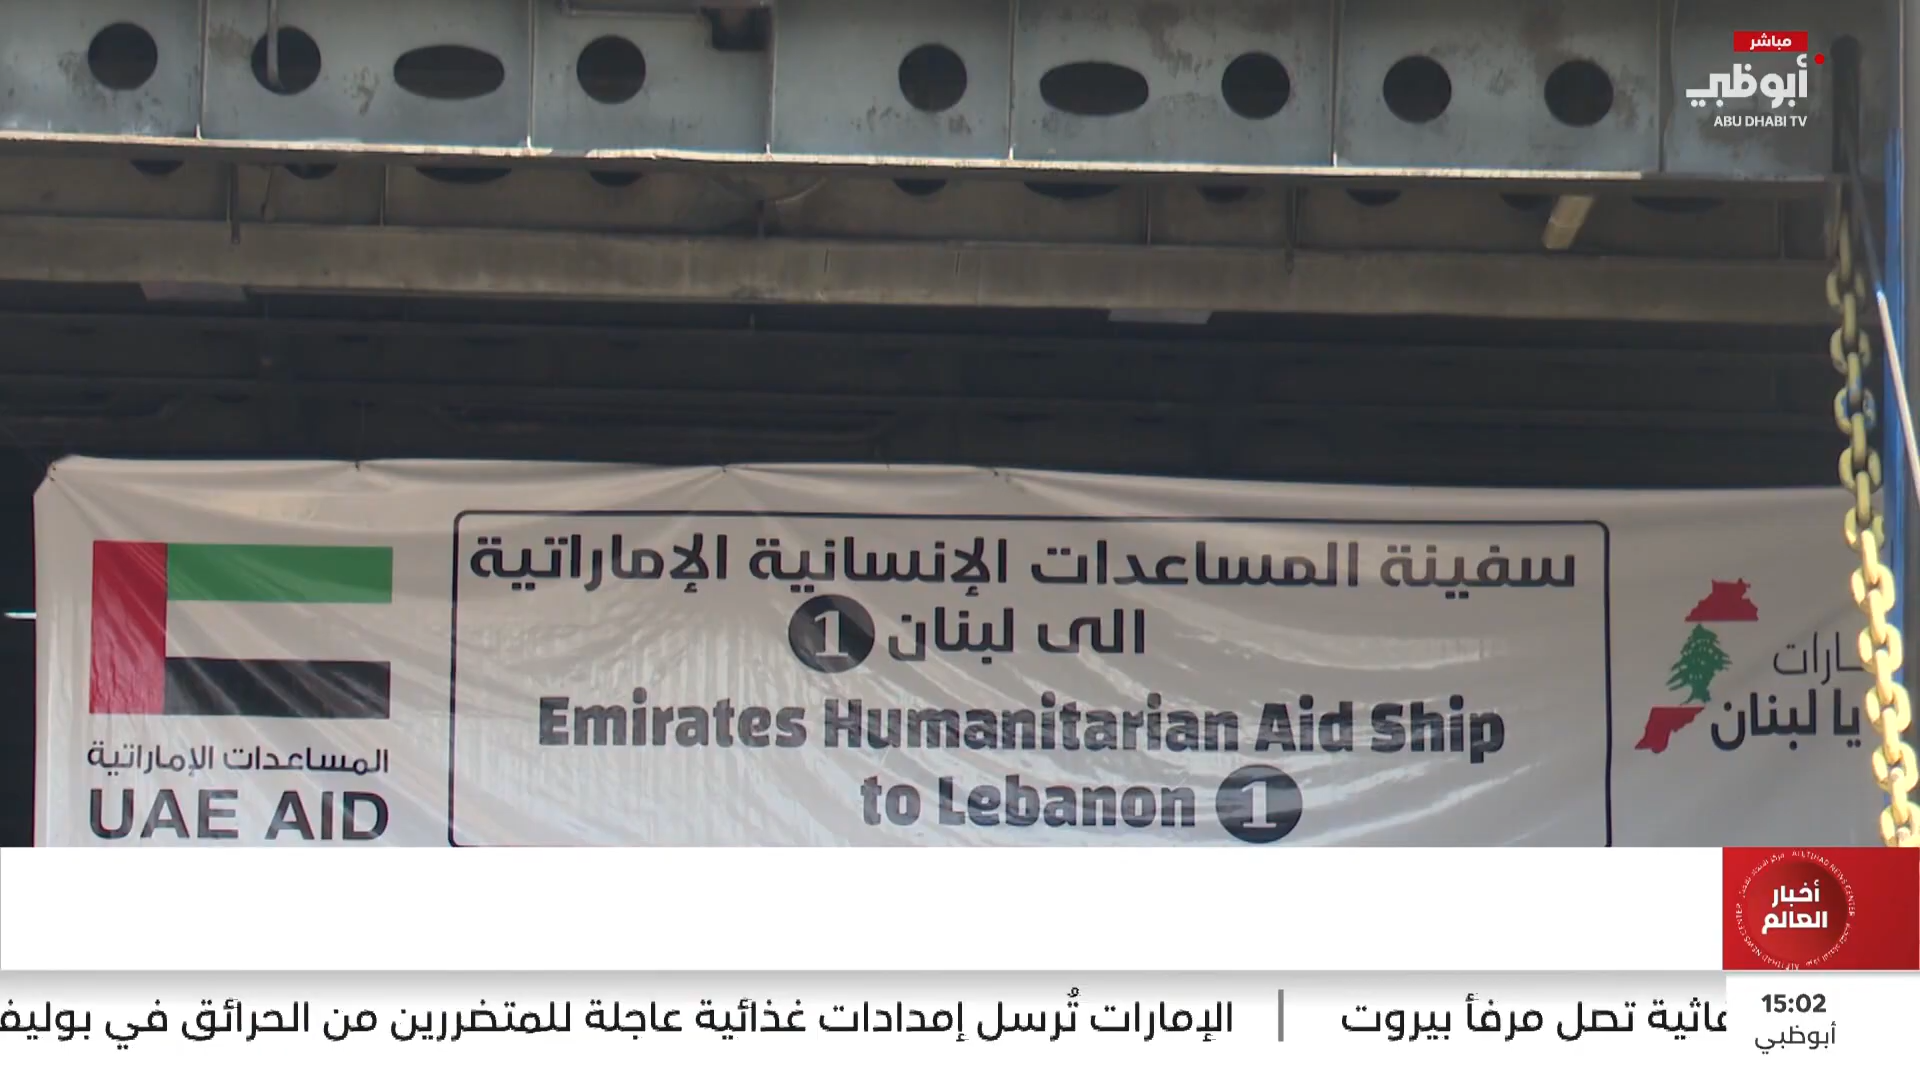 مباشر
أبوظبي
ABU DHABI TV
سفينة المساعدات الإنسانية الإماراتية
الى لبنان 1
Emirates Humanitarian Aid Ship
to Lebanon 1
المساعدات الإماراتية
UAE AID
يا لبنان
أخبار
العالم
15:02
أبوظبي
تصل مرفأ بيروت | الإمارات تُرسل إمدادات غذائية عاجلة للمتضررين من الحرائق في